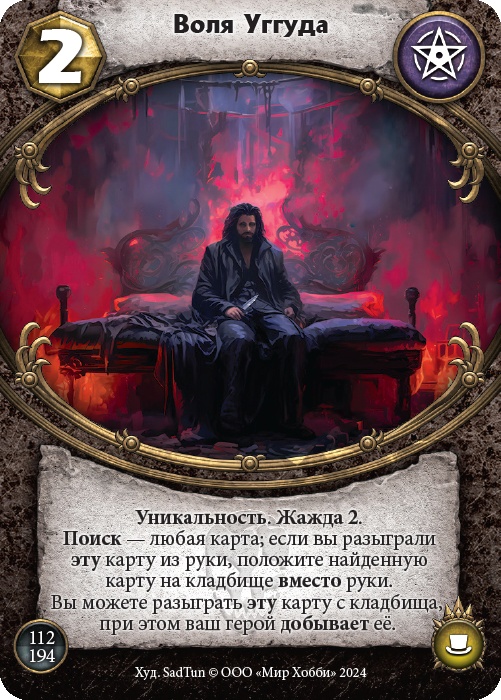 Воля Уггуда
2
Уникальность. Жажда 2.
Поиск — любая карта; если вы разыграли
эту карту из руки, положите найденную
карту на кладбище вместо руки.
Вы можете разыграть эту карту с кладбища,
при этом ваш герой добывает её.
112
194
Худ. SadTun © ООО «Мир Хобби» 2024